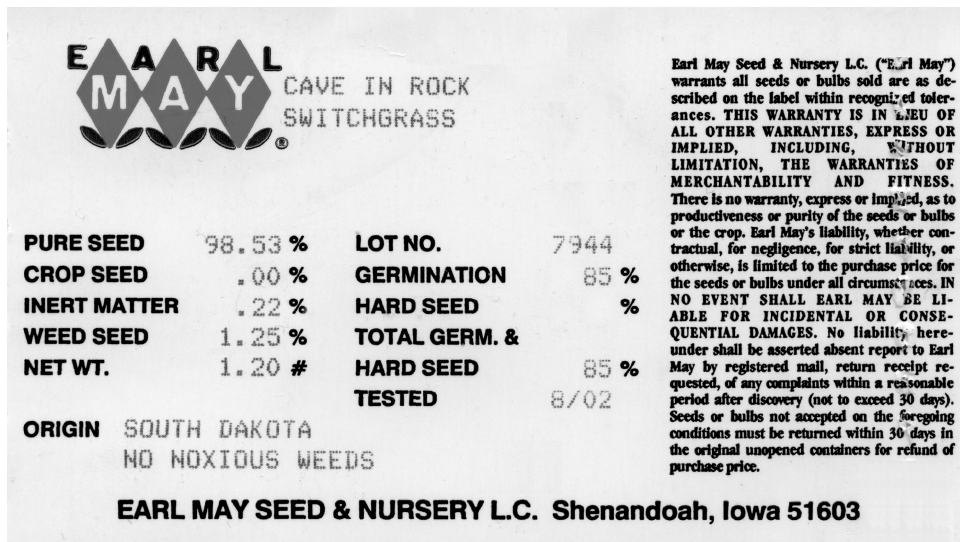 EARL
MAY ®
CAVE IN ROCK
SWITCHGRASS
PURE SEED 98.53 %
CROP SEED .00 %
INERT MATTER .22 %
WEED SEED 1.25 %
NET WT. 1.20 #
LOT NO. 7944
GERMINATION 85 %
HARD SEED %
TOTAL GERM. &
HARD SEED 85 %
TESTED 8/02
ORIGIN SOUTH DAKOTA
NO NOXIOUS WEEDS
Earl May Seed & Nursery L.C. ("Earl May")
warrants all seeds or bulbs sold are as de-
scribed on the label within recognized toler-
ances. THIS WARRANTY IS IN LIEU OF
ALL OTHER WARRANTIES, EXPRESS OR
IMPLIED, INCLUDING, WITHOUT
LIMITATION, THE WARRANTIES OF
MERCHANTABILITY AND FITNESS.
There is no warranty, express or implied, as to
productiveness or purity of the seeds or bulbs
or the crop. Earl May's liability, whether con-
tractual, for negligence, for strict liability, or
otherwise, is limited to the purchase price for
the seeds or bulbs under all circumstances. IN
NO EVENT SHALL EARL MAY BE LI-
ABLE FOR INCIDENTAL OR CONSE-
QUENTIAL DAMAGES. No liability here-
under shall be asserted absent report to Earl
May by registered mail, return receipt re-
quested, of any complaints within a reasonable
period after discovery (not to exceed 30 days).
Seeds or bulbs not accepted on the foregoing
conditions must be returned within 30 days in
the original unopened containers for refund of
purchase price.
EARL MAY SEED & NURSERY L.C. Shenandoah, Iowa 51603